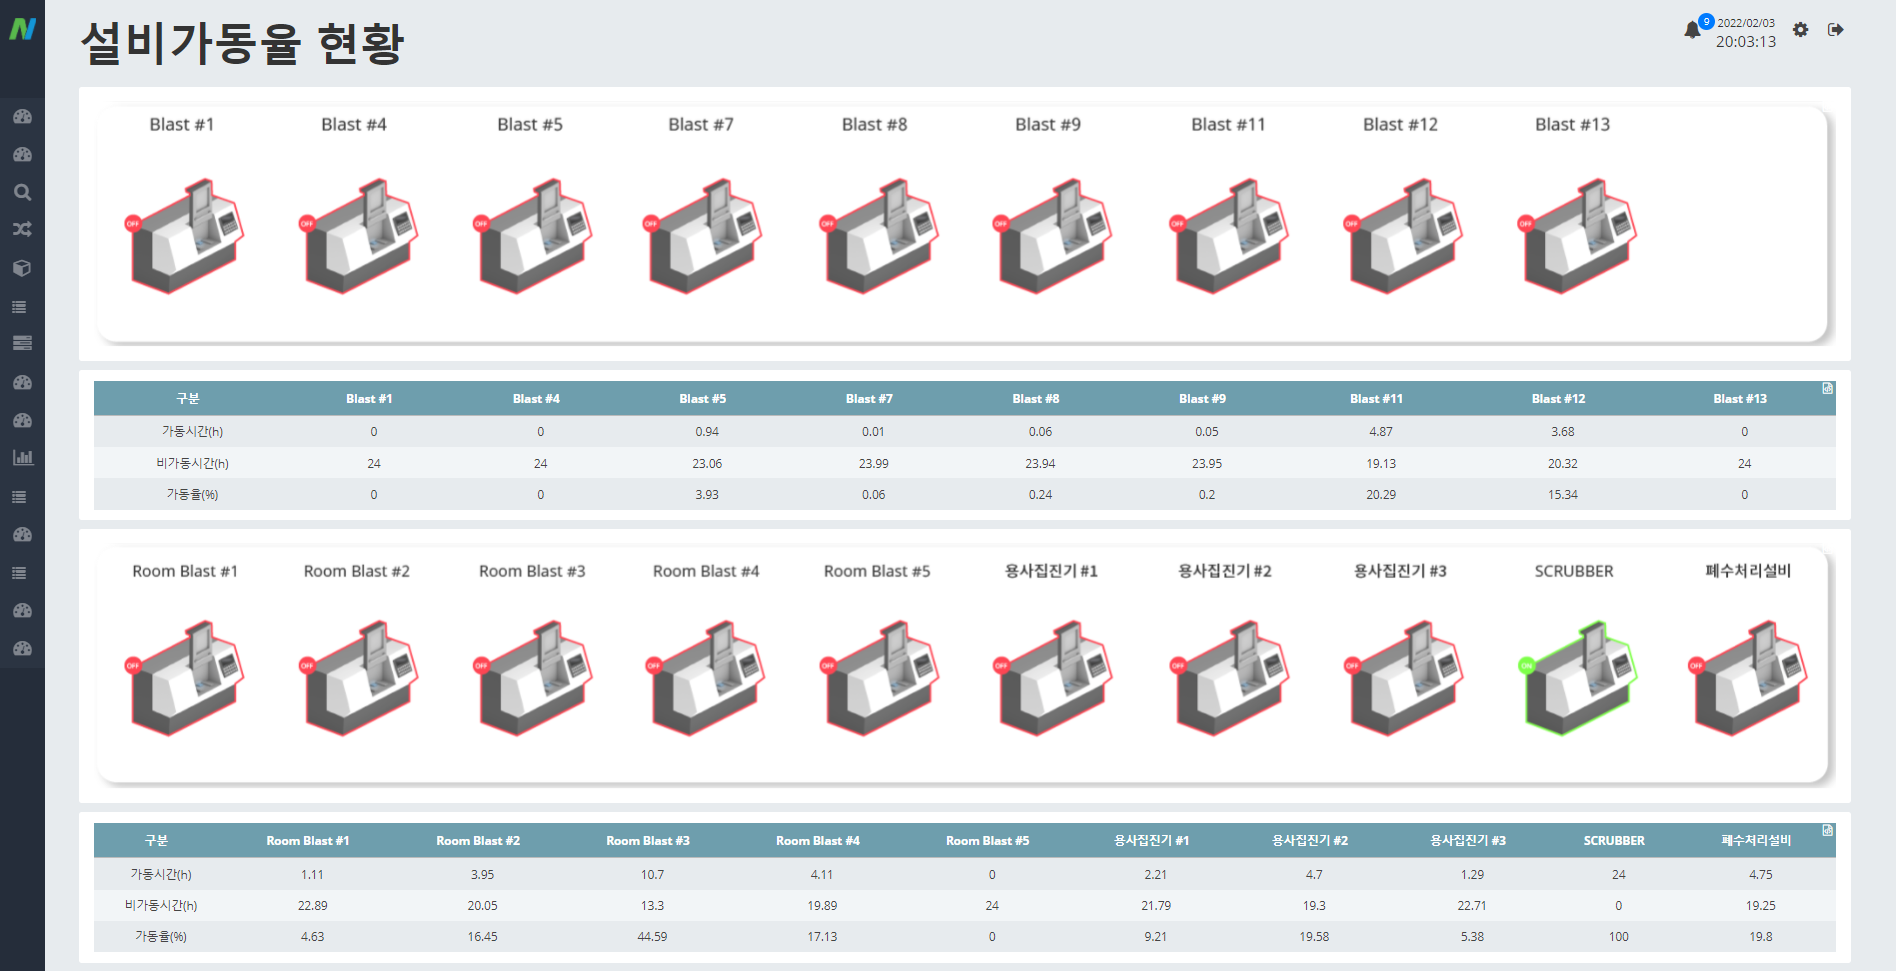 설비가동율 현황
9
2022/02/03
20:03:13
Blast #1 Blast #4 Blast #5 Blast #7 Blast #8 Blast #9 Blast #11 Blast #12 Blast #13
OFF OFF OFF OFF OFF OFF OFF OFF OFF
구분 Blast #1 Blast #4 Blast #5 Blast #7 Blast #8 Blast #9 Blast #11 Blast #12 Blast #13
가동시간(h) 0 0 0.94 0.01 0.06 0.05 4.87 3.68 0
비가동시간(h) 24 24 23.06 23.99 23.94 23.95 19.13 20.32 24
가동율(%) 0 0 3.93 0.06 0.24 0.2 20.29 15.34 0
Room Blast #1 Room Blast #2 Room Blast #3 Room Blast #4 Room Blast #5 용사집진기 #1 용사집진기 #2 용사집진기 #3 SCRUBBER 폐수처리설비
OFF OFF OFF OFF OFF OFF OFF OFF ON OFF
구분 Room Blast #1 Room Blast #2 Room Blast #3 Room Blast #4 Room Blast #5 용사집진기 #1 용사집진기 #2 용사집진기 #3 SCRUBBER 폐수처리설비
가동시간(h) 1.11 3.95 10.7 4.11 0 2.21 4.7 1.29 24 4.75
비가동시간(h) 22.89 20.05 13.3 19.89 24 21.79 19.3 22.71 0 19.25
가동율(%) 4.63 16.45 44.59 17.13 0 9.21 19.58 5.38 100 19.8